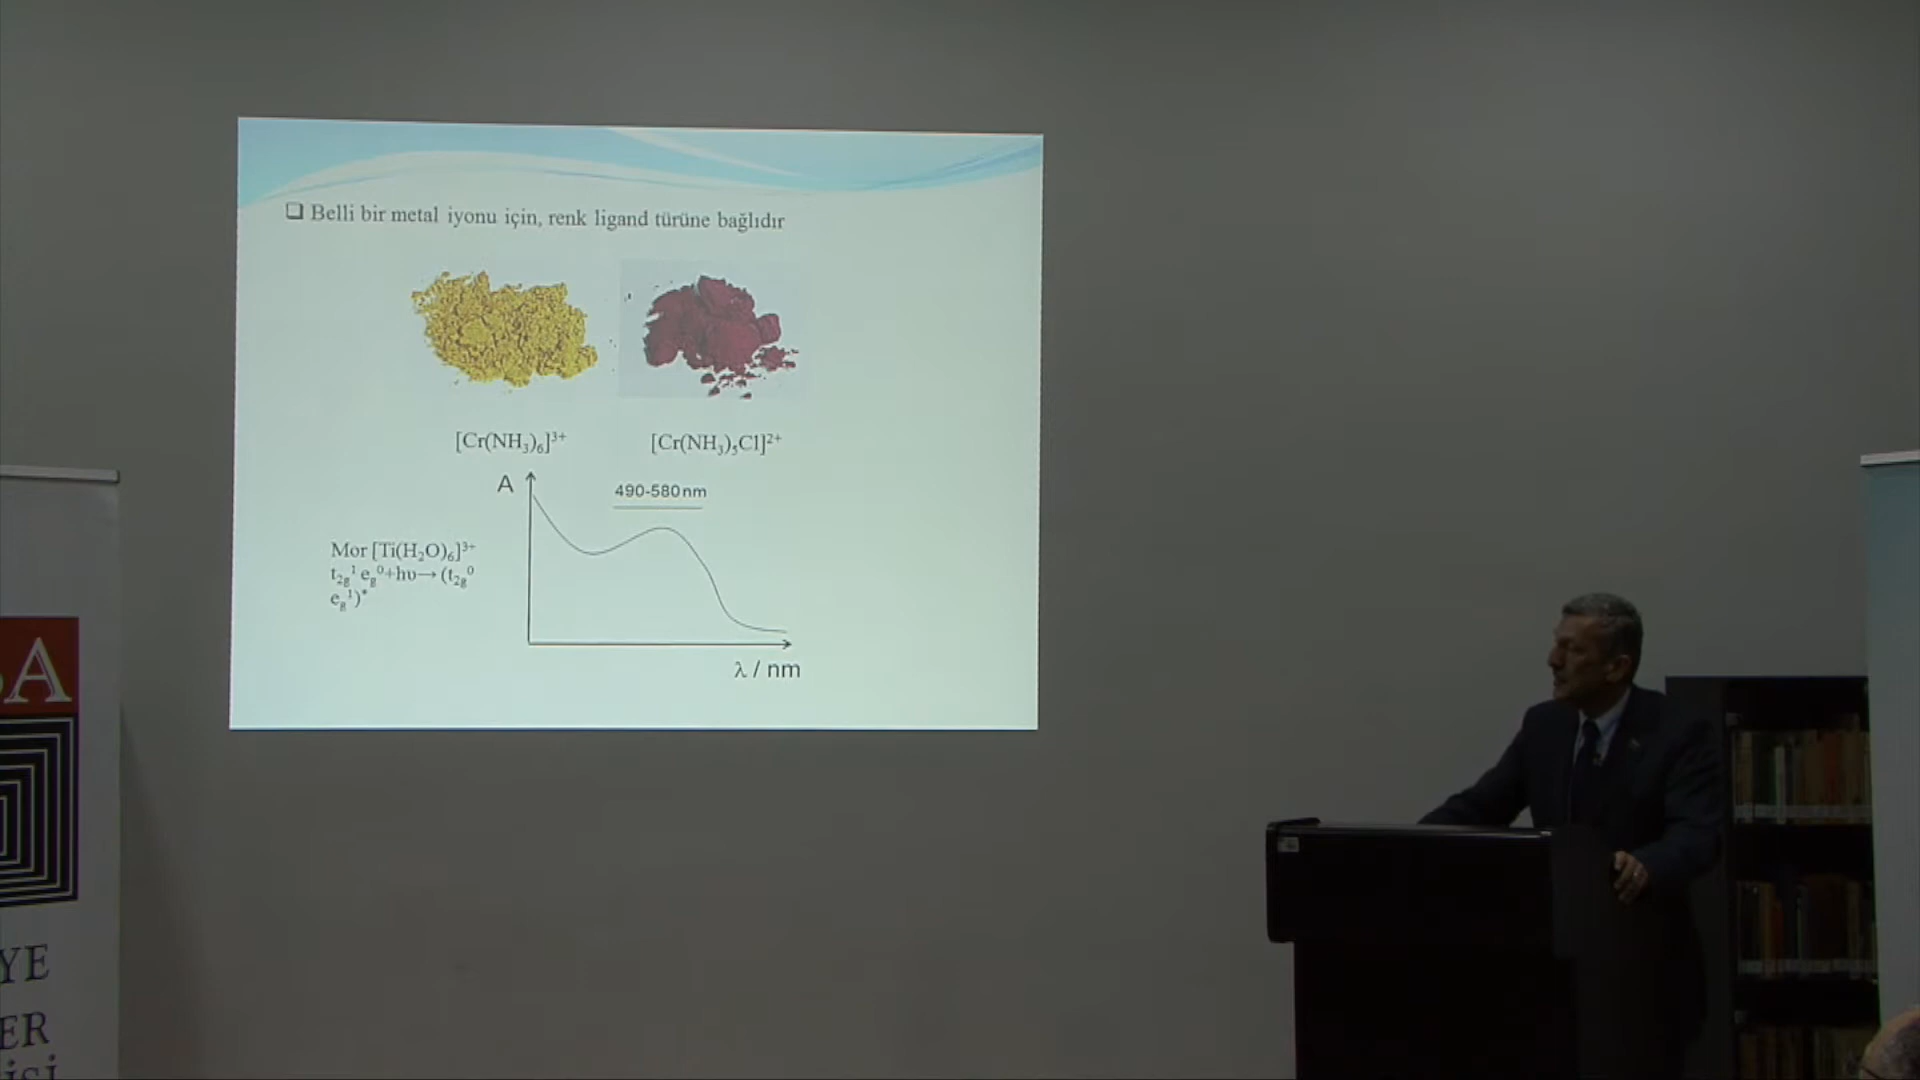 ❑ Belli bir metal iyonu için, renk ligand türüne bağlıdır
[Cr(NH₃)₆]³⁺ [Cr(NH₃)₅Cl]²⁺
A
490-580 nm
Mor [Ti(H₂O)₆]³⁺
t₂g¹ eg⁰+hυ→(t₂g⁰
eg¹)*
λ / nm
A
YE
ER
isi